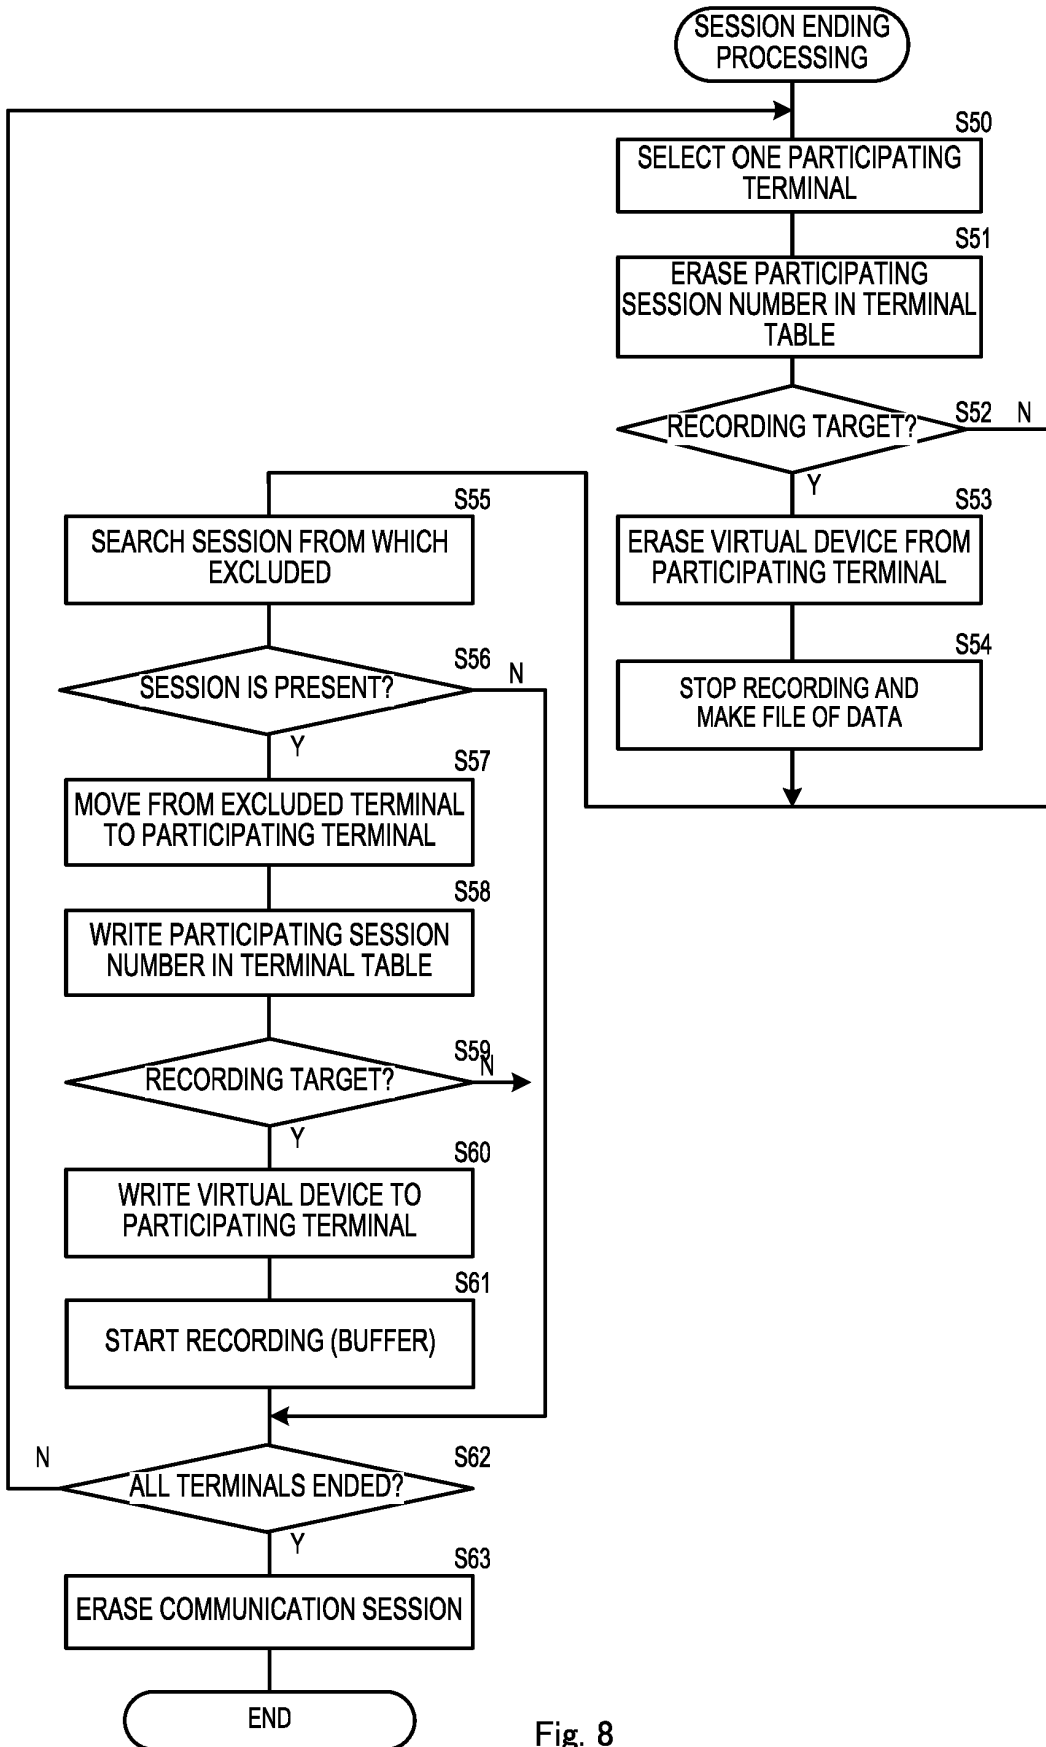 SESSION ENDING
PROCESSING
S50
SELECT ONE PARTICIPATING
TERMINAL
S51
ERASE PARTICIPATING
SESSION NUMBER IN TERMINAL
TABLE
S52
N
RECORDING TARGET?
Y
S53
ERASE VIRTUAL DEVICE FROM
PARTICIPATING TERMINAL
S54
STOP RECORDING AND
MAKE FILE OF DATA
S55
SEARCH SESSION FROM WHICH
EXCLUDED
S56
N
SESSION IS PRESENT?
Y
S57
MOVE FROM EXCLUDED TERMINAL
TO PARTICIPATING TERMINAL
S58
WRITE PARTICIPATING SESSION
NUMBER IN TERMINAL TABLE
S59
N
RECORDING TARGET?
Y
S60
WRITE VIRTUAL DEVICE TO
PARTICIPATING TERMINAL
S61
START RECORDING (BUFFER)
N
S62
ALL TERMINALS ENDED?
Y
S63
ERASE COMMUNICATION SESSION
END
Fig. 8